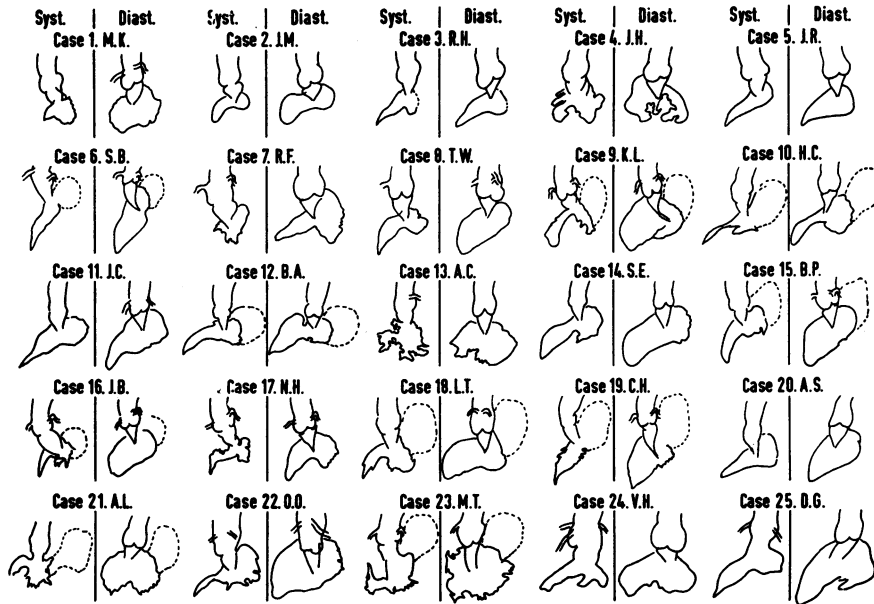 Syst. Diast. Syst. Diast. Syst. Diast. Syst. Diast. Syst. Diast.
Case 1. M.K. Case 2. J.M. Case 3. R.H. Case 4. J.H. Case 5. J.R.
Case 6. S.B. Case 7. R.F. Case 8. T.W. Case 9. K.L. Case 10. H.C.
Case 11. J.C. Case 12. B.A. Case 13. A.C. Case 14. S.E. Case 15. B.P.
Case 16. J.B. Case 17. N.H. Case 18. L.T. Case 19. C.H. Case 20. A.S.
Case 21. A.L. Case 22. O.O. Case 23. M.T. Case 24. V.H. Case 25. O.G.